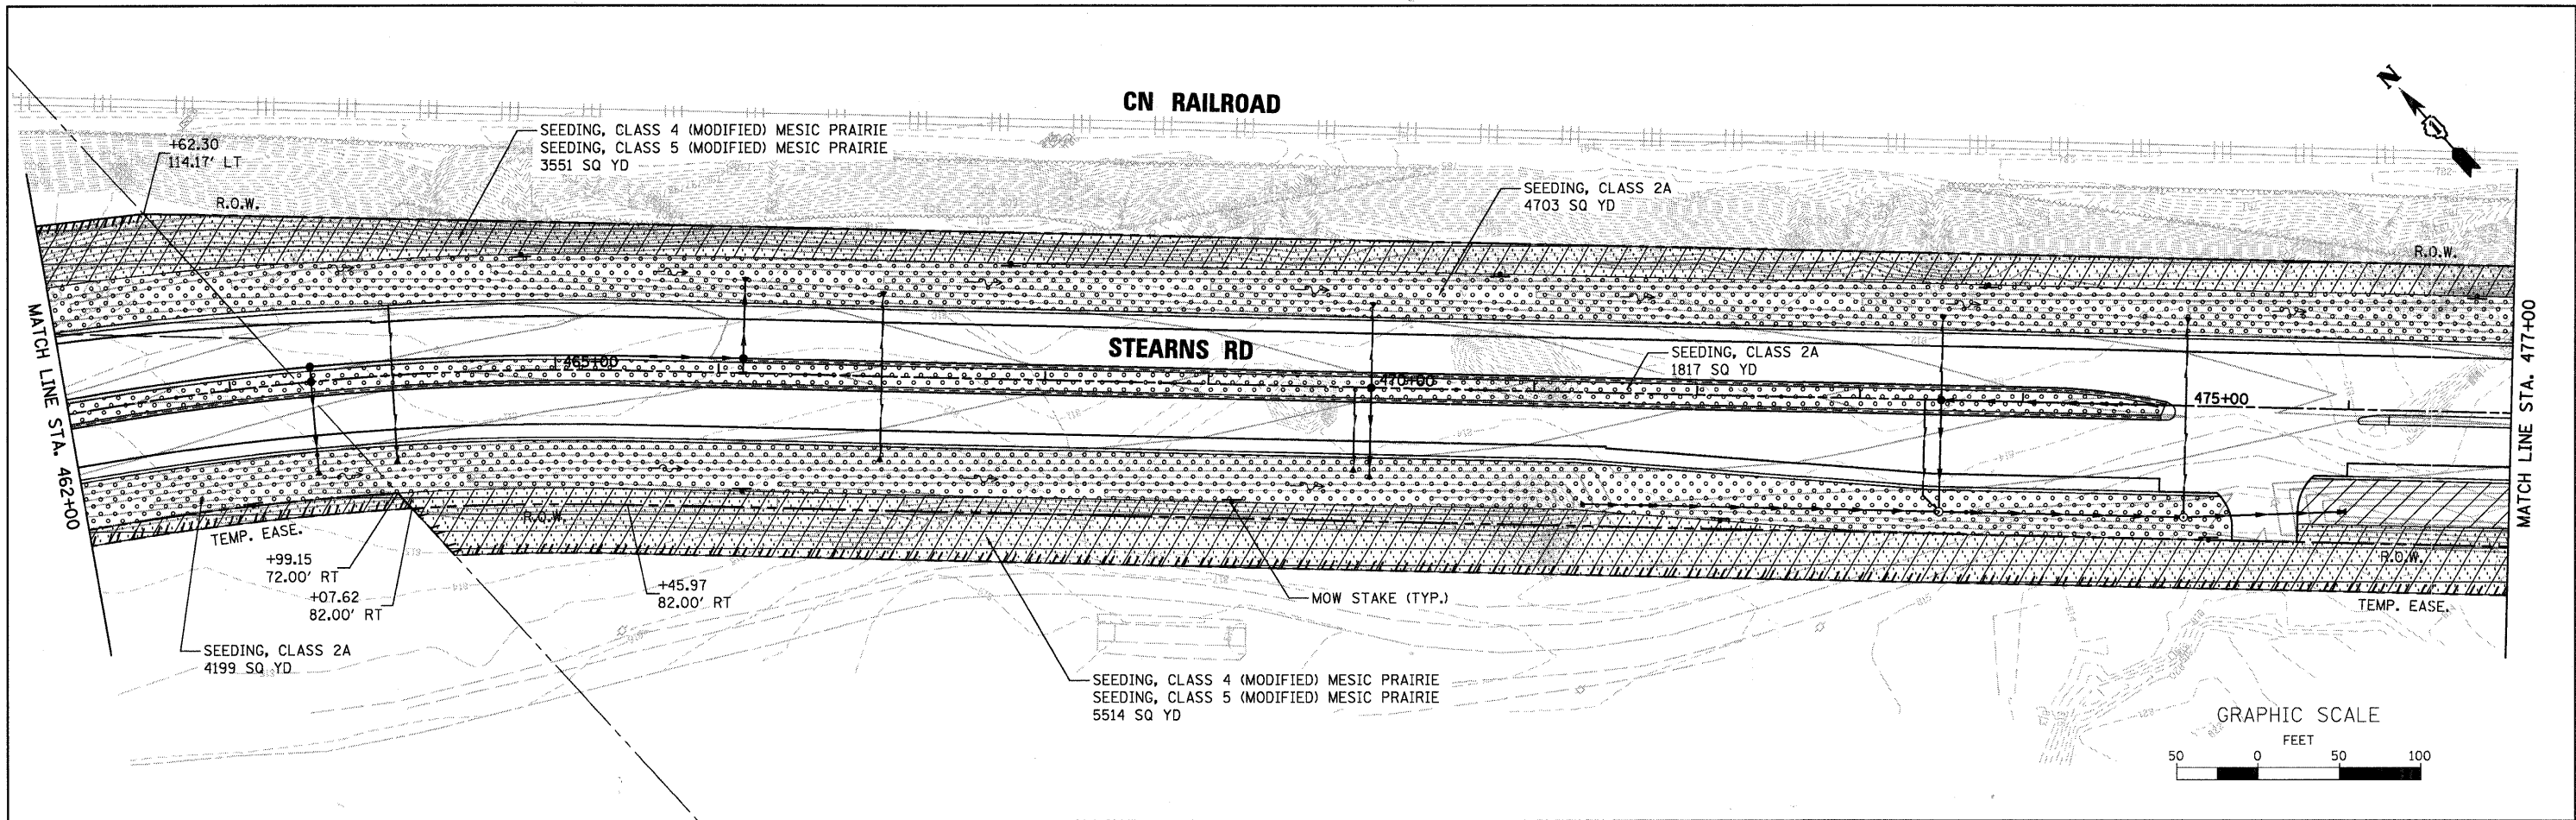 CN RAILROAD
N
SEEDING, CLASS 4 (MODIFIED) MESIC PRAIRIE
SEEDING, CLASS 5 (MODIFIED) MESIC PRAIRIE
3551 SQ YD
+62.30
114.17' LT
R.O.W.
SEEDING, CLASS 2A
4703 SQ YD
R.O.W.
MATCH LINE STA. 462+00
STEARNS RD
465+00
SEEDING, CLASS 2A
1817 SQ YD
470+00
475+00
MATCH LINE STA. 477+00
R.O.W.
TEMP. EASE.
+99.15
72.00' RT
+07.62
82.00' RT
+45.97
82.00' RT
MOW STAKE (TYP.)
R.O.W.
TEMP. EASE.
SEEDING, CLASS 2A
4199 SQ YD
SEEDING, CLASS 4 (MODIFIED) MESIC PRAIRIE
SEEDING, CLASS 5 (MODIFIED) MESIC PRAIRIE
5514 SQ YD
GRAPHIC SCALE
FEET
50 0 50 100